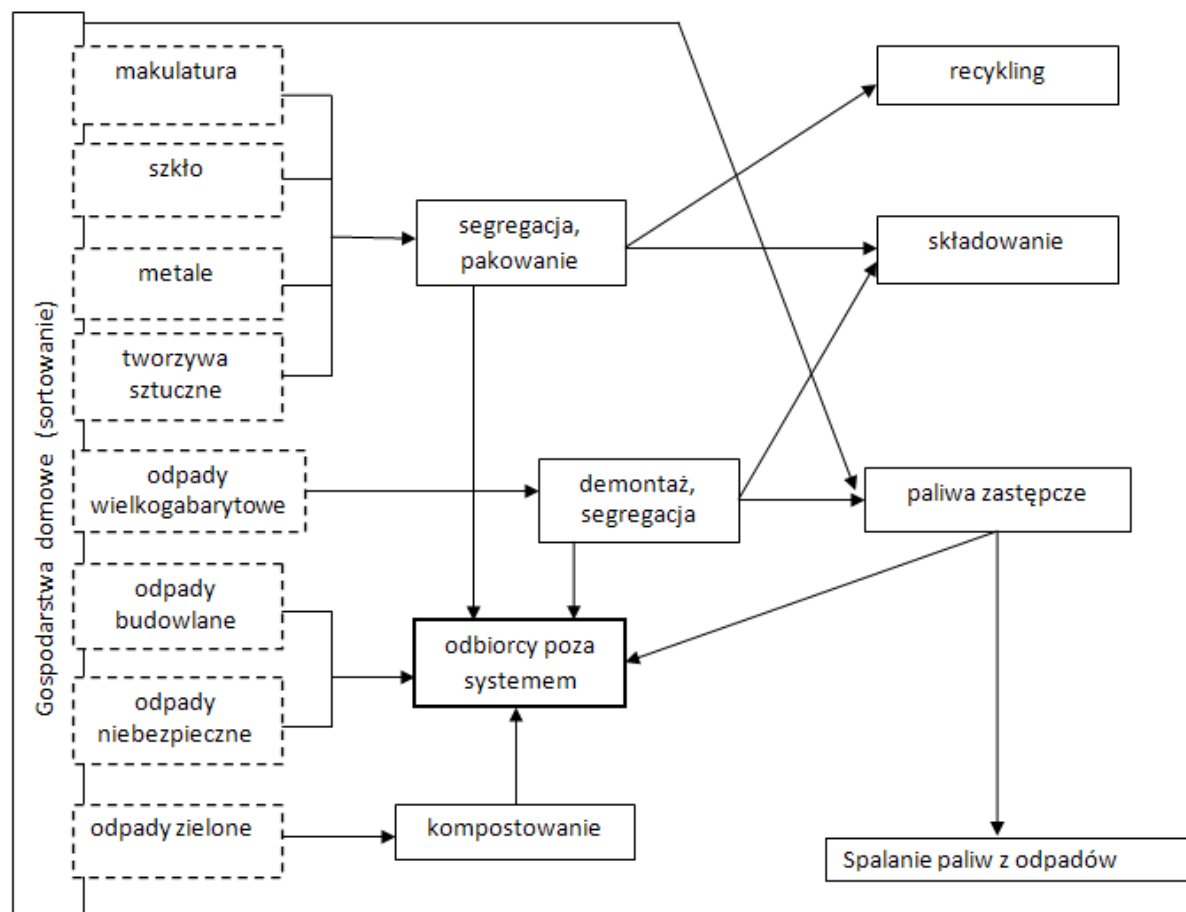 Gospodarstwa domowe (sortowanie)
makulatura
szkło
metale
tworzywa
sztuczne
odpady
wielkogabarytowe
odpady
budowlane
odpady
niebezpieczne
odpady zielone
segregacja,
pakowanie
demontaż,
segregacja
odbiorcy poza
systemem
kompostowanie
recykling
składowanie
paliwa zastępcze
Spalanie paliw z odpadów